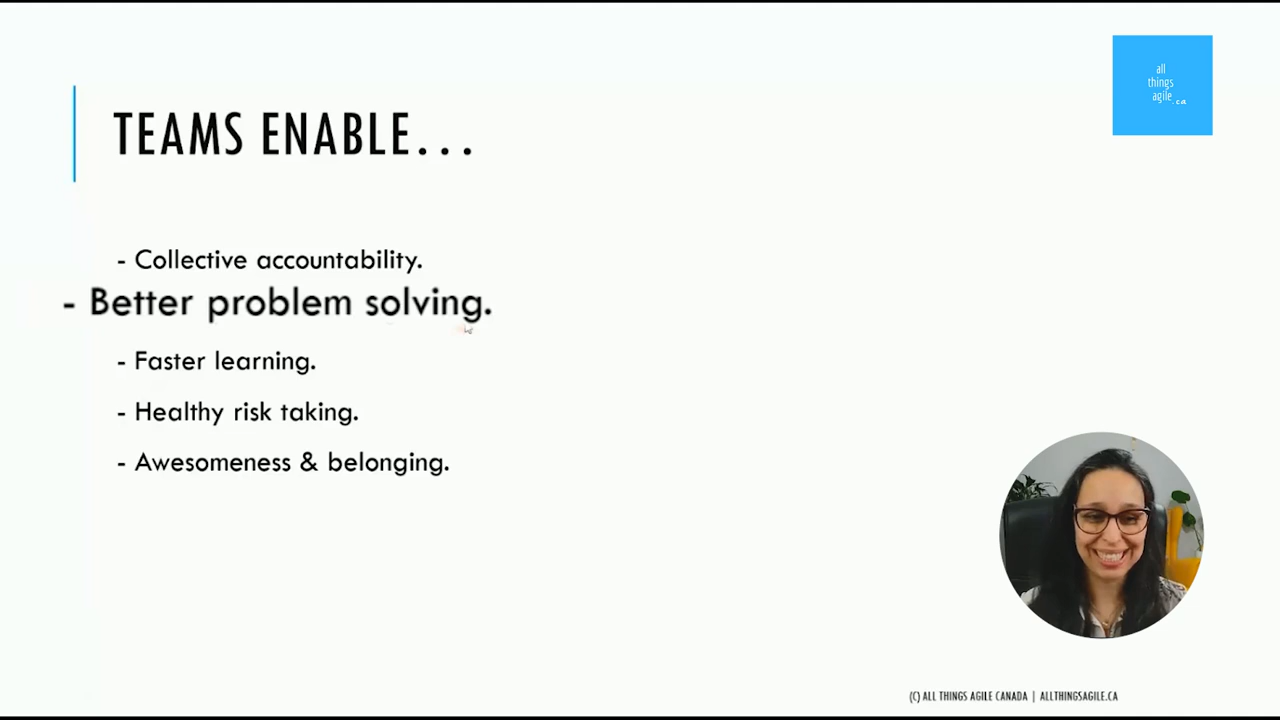 all
things
agile.ca
TEAMS ENABLE...
- Collective accountability.
- Better problem solving.
- Faster learning.
- Healthy risk taking.
- Awesomeness & belonging.
(C) ALL THINGS AGILE CANADA | ALLTHINGSAGILE.CA